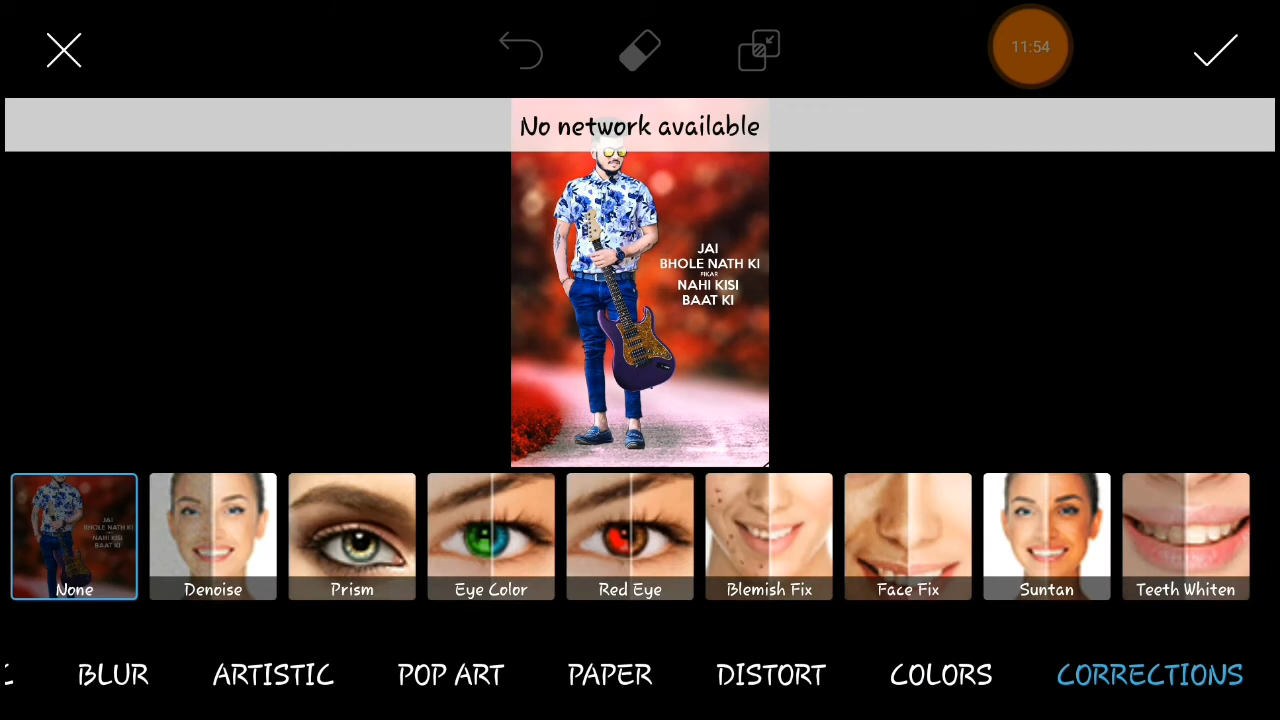 11:54
No network available
JAI
BHOLE NATH KI
FIKAR
NAHI KISI
BAAT KI
JAI
BHOLE NATH KI
NAHI KISI
BAAT KI
None
Denoise
Prism
Eye Color
Red Eye
Blemish Fix
Face Fix
Suntan
Teeth Whiten
BLUR
ARTISTIC
POP ART
PAPER
DISTORT
COLORS
CORRECTIONS